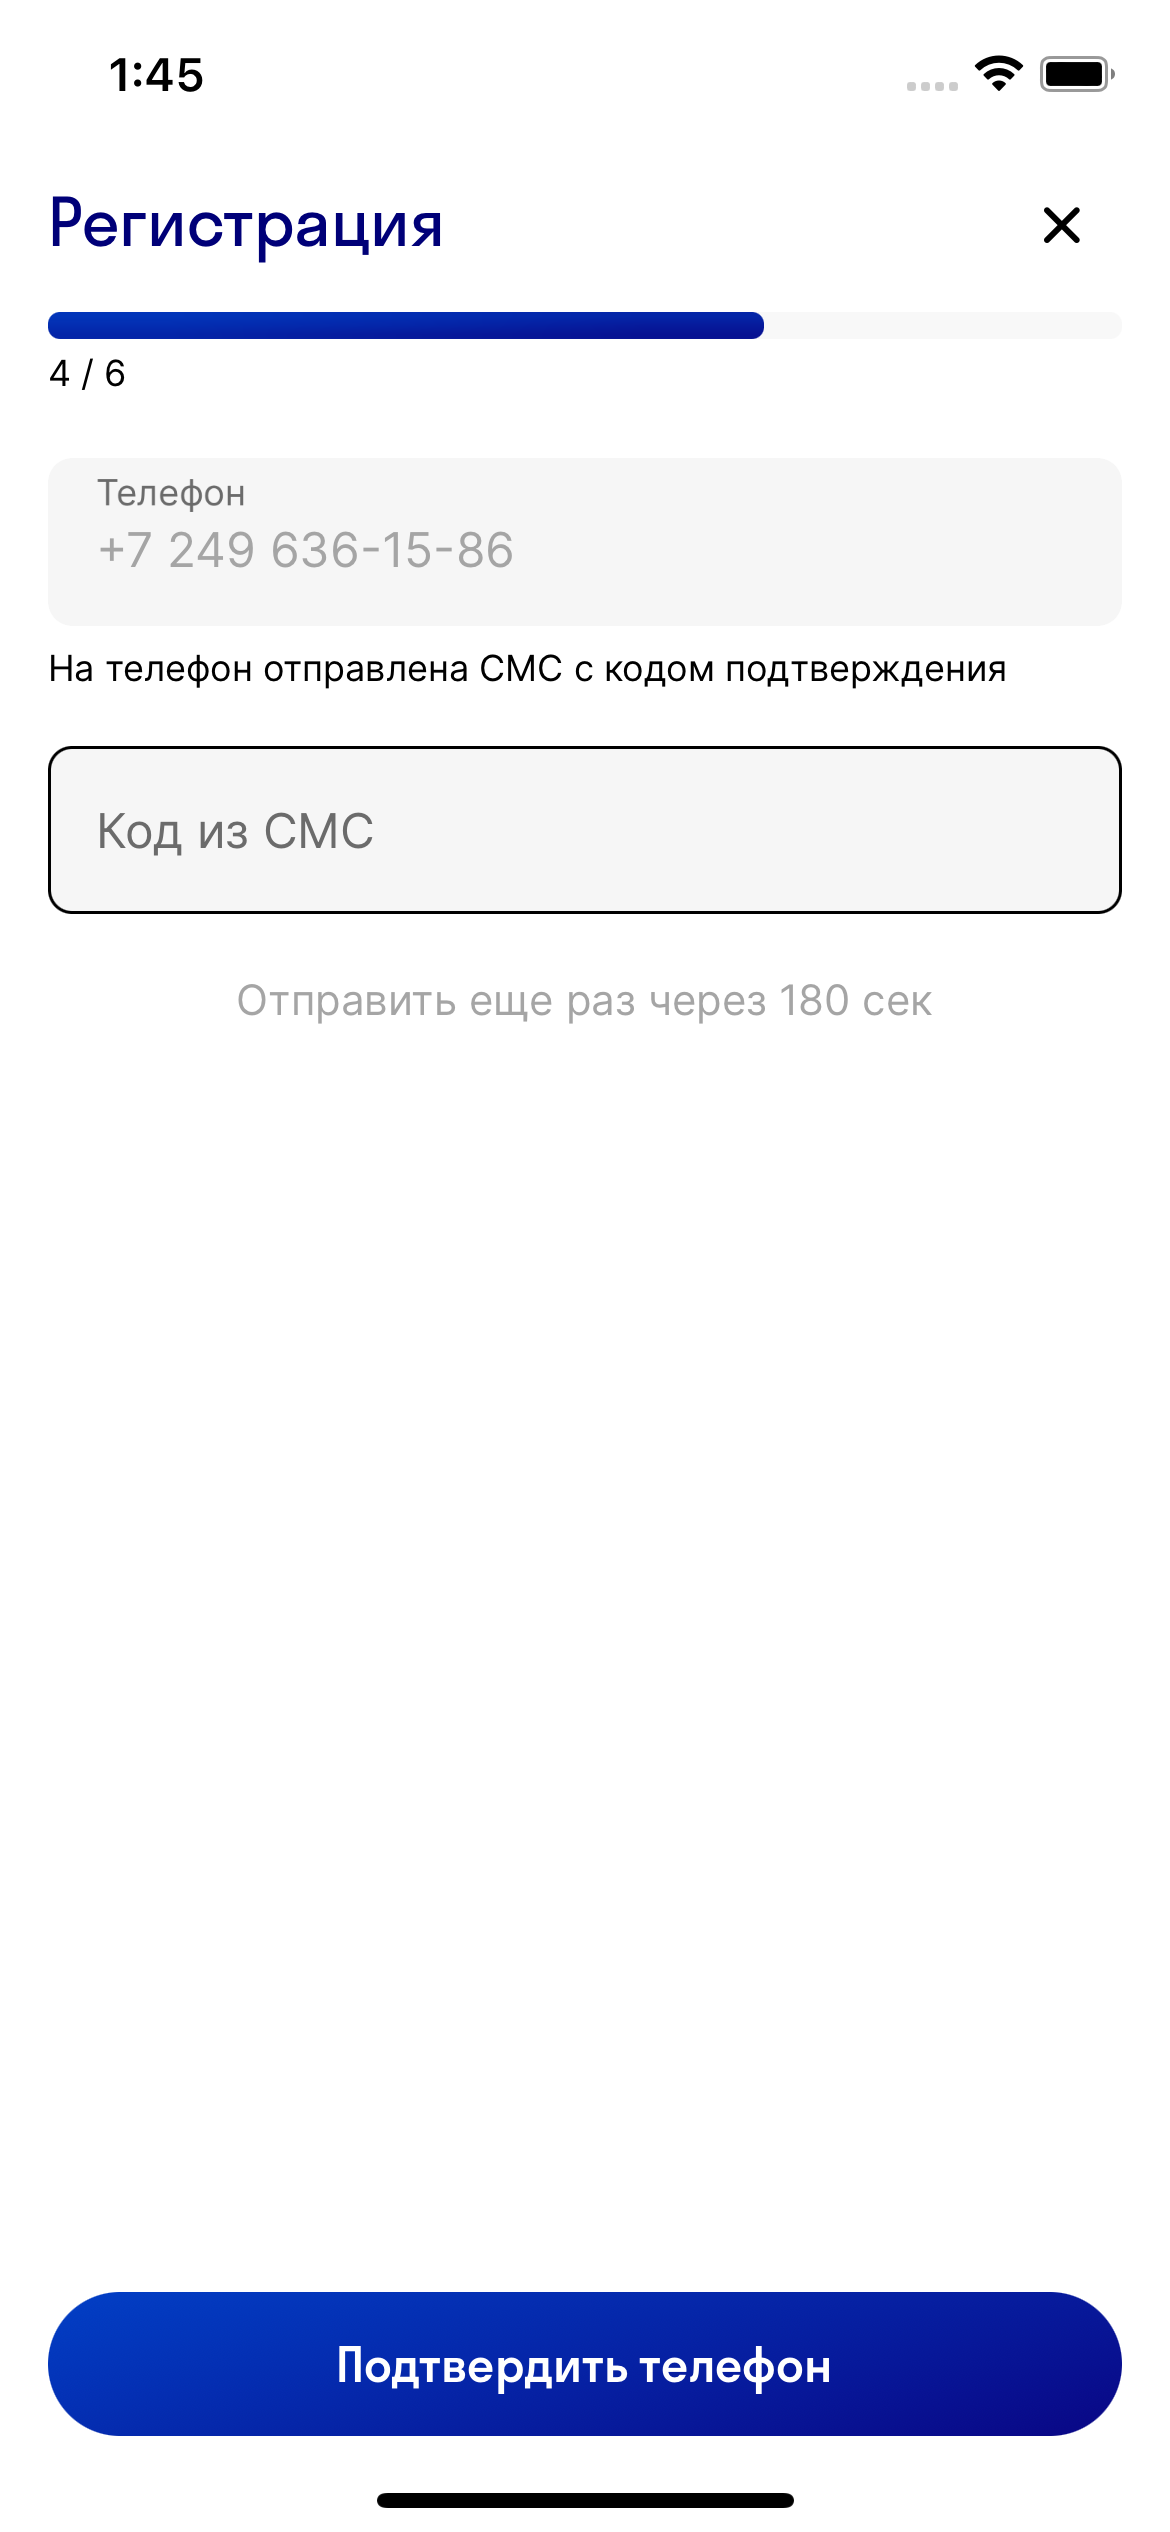 1:45
Регистрация
4 / 6
Телефон
+7 249 636-15-86
На телефон отправлена СМС с кодом подтверждения
Код из СМС
Отправить еще раз через 180 сек
Подтвердить телефон